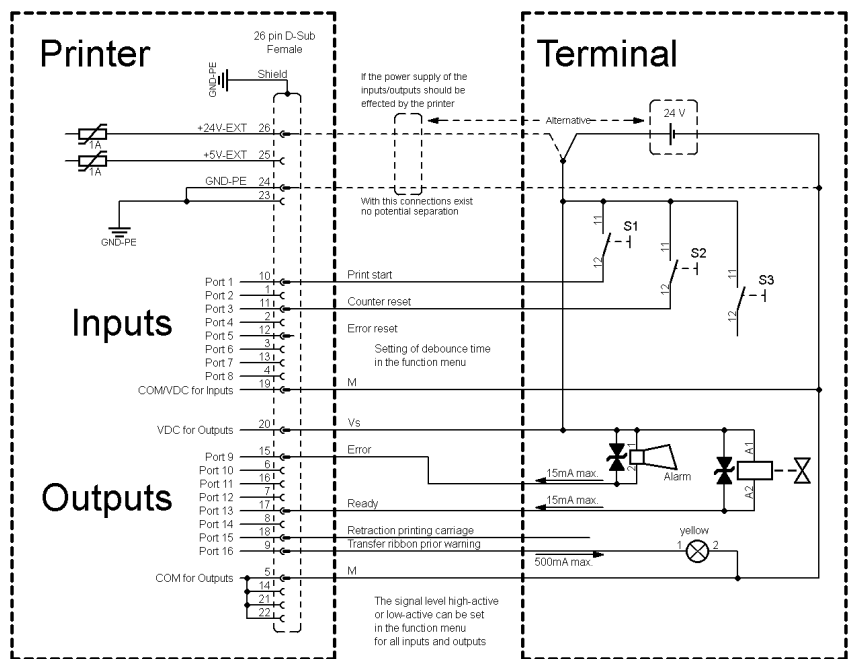 Printer
26 pin D-Sub
Female
Terminal
GND-PE
Shield
If the power supply of the
inputs/outputs should be
effected by the printer
24 V
Alternative
+24V-EXT 26
1A
+5V-EXT 25
1A
GND-PE 24
23
With this connections exist
no potential separation
GND-PE
11
S1
12
11
S2
12
11
S3
12
Inputs
Port 1 10 Print start
Port 2 1
Port 3 11 Counter reset
Port 4 2
Port 5 12 Error reset
Port 6 3
Port 7 13
Port 8 4
Setting of debounce time
in the function menu
COM/VDC for Inputs 19 M
VDC for Outputs 20 Vs
Outputs
Port 9 15 Error
Port 10 6
Port 11 16
Port 12 7
Port 13 17 Ready
Port 14 8
Port 15 18 Retraction printing carriage
Port 16 9 Transfer ribbon prior warning
15mA max.
15mA max.
500mA max.
1
2
Alarm
A1
A2
yellow
1 2
COM for Outputs 5 M
14
21
22
The signal level high-active
or low-active can be set
in the function menu
for all inputs and outputs